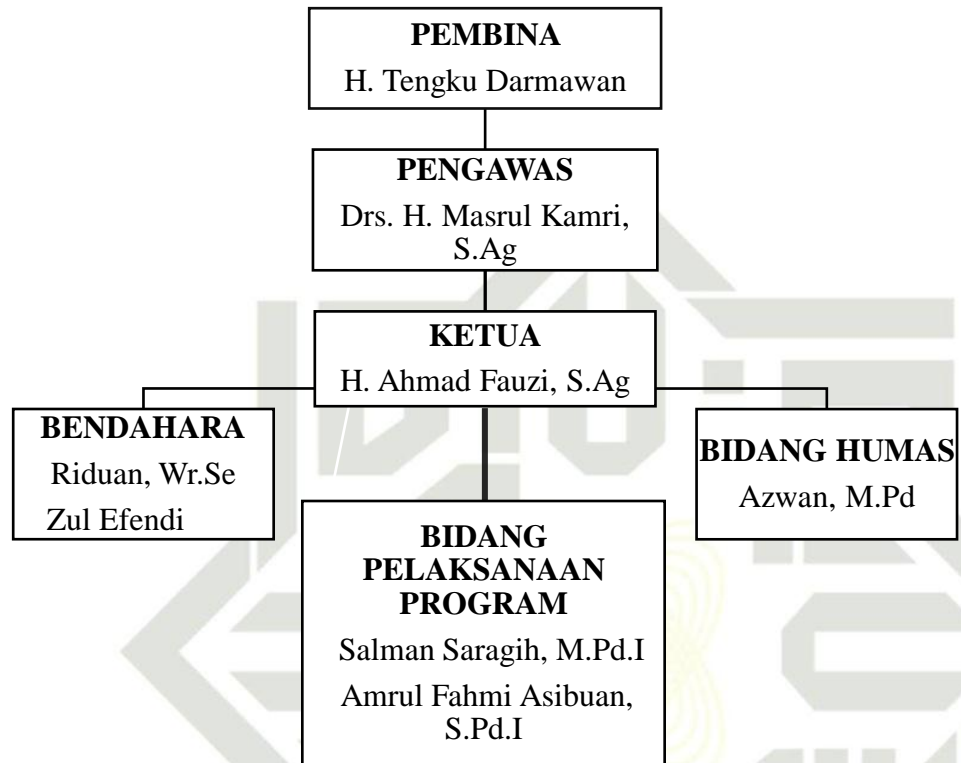 PEMBINA
H. Tengku Darmawan
PENGAWAS
Drs. H. Masrul Kamri,
S.Ag
KETUA
H. Ahmad Fauzi, S.Ag
BENDAHARA
Riduan, Wr.Se
Zul Efendi
BIDANG HUMAS
Azwan, M.Pd
BIDANG
PELAKSANAAN
PROGRAM
Salman Saragih, M.Pd.I
Amrul Fahmi Asibuan,
S.Pd.I